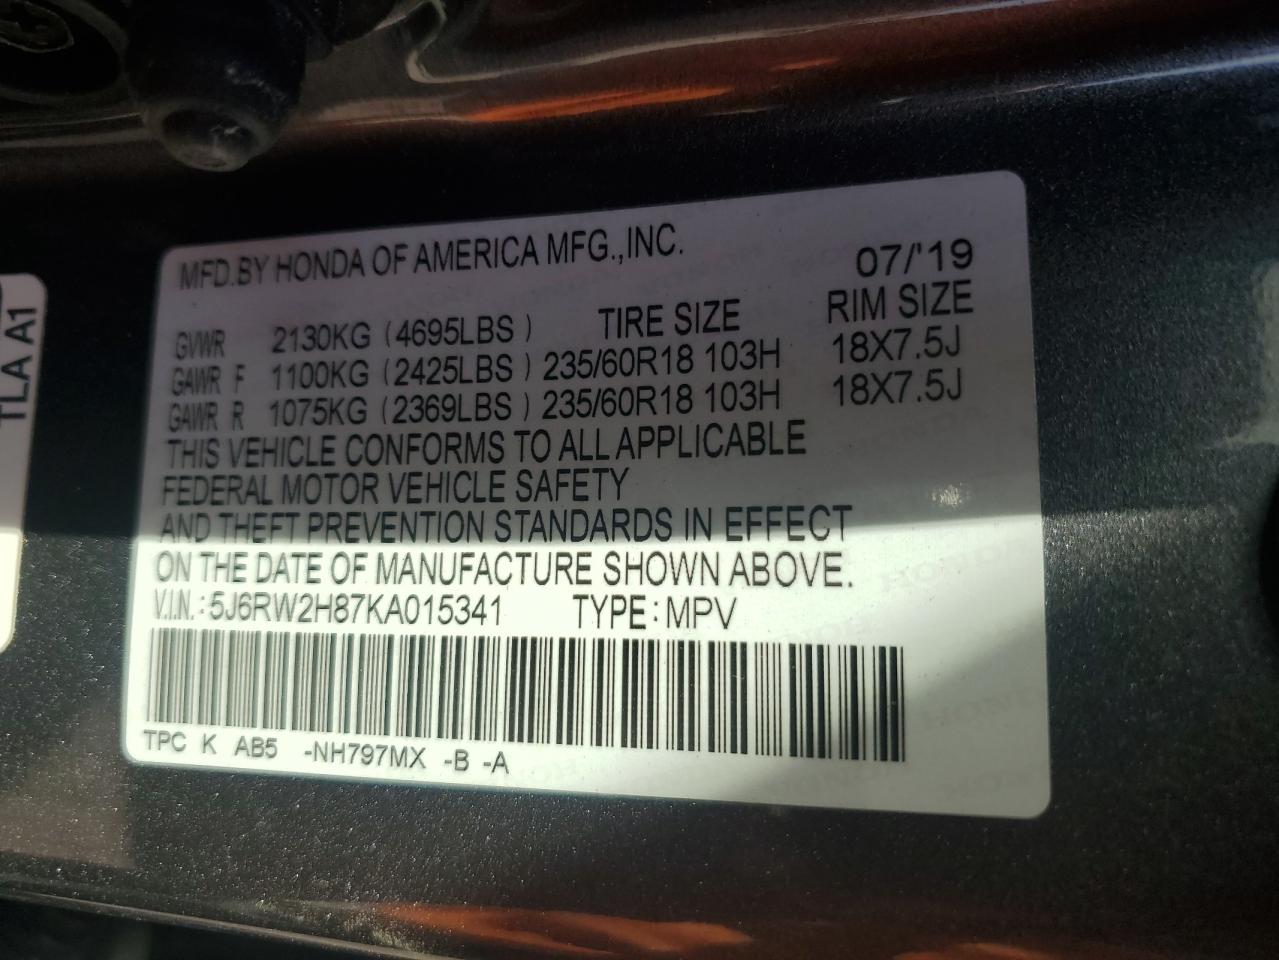 TLA A1
MFD.BY HONDA OF AMERICA MFG.,INC. 07/'19
GVWR 2130KG (4695LBS) TIRE SIZE RIM SIZE
GAWR F 1100KG (2425LBS) 235/60R18 103H 18X7.5J
GAWR R 1075KG (2369LBS) 235/60R18 103H 18X7.5J
THIS VEHICLE CONFORMS TO ALL APPLICABLE
FEDERAL MOTOR VEHICLE SAFETY
AND THEFT PREVENTION STANDARDS IN EFFECT
ON THE DATE OF MANUFACTURE SHOWN ABOVE.
V.I.N.: 5J6RW2H87KA015341 TYPE: MPV
TPC K AB5 -NH797MX -B -A